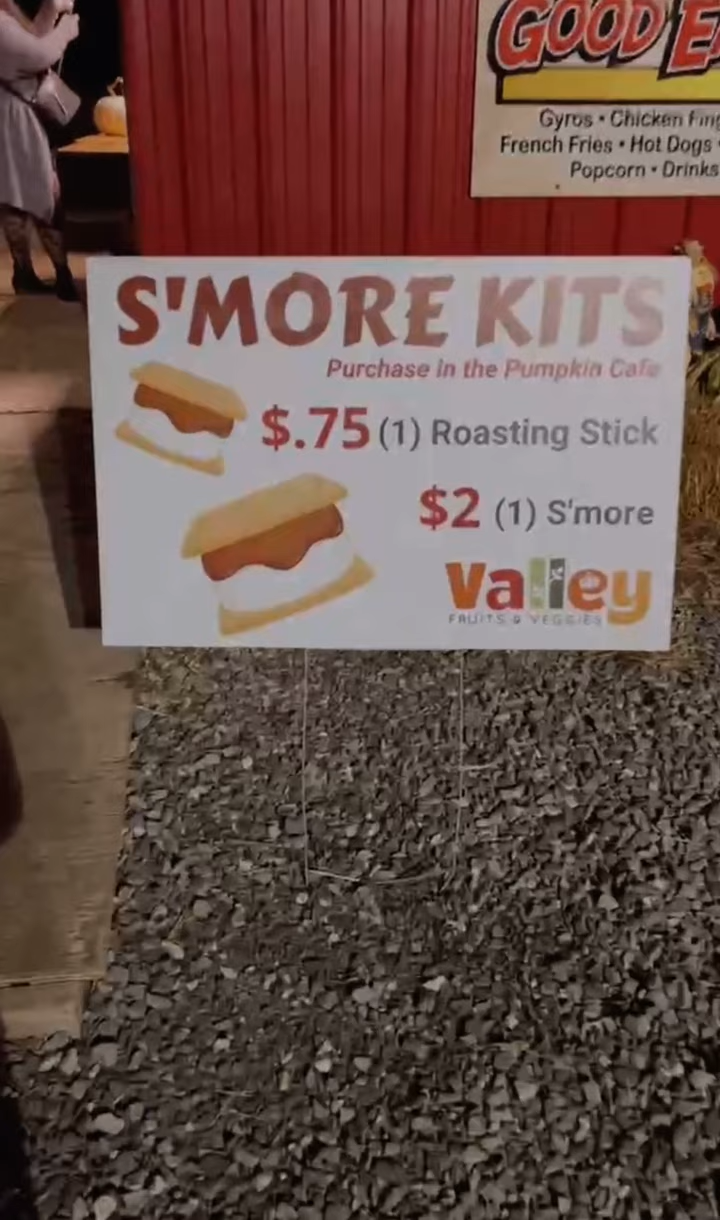 GOOD
Gyros • Chicken
French Fries • Hot Dogs •
Popcorn • Drinks
S'MORE KITS
Purchase in the Pumpkin Cafe
$.75 (1) Roasting Stick
$2 (1) S'more
Valley
FRUITS & VEGGIES